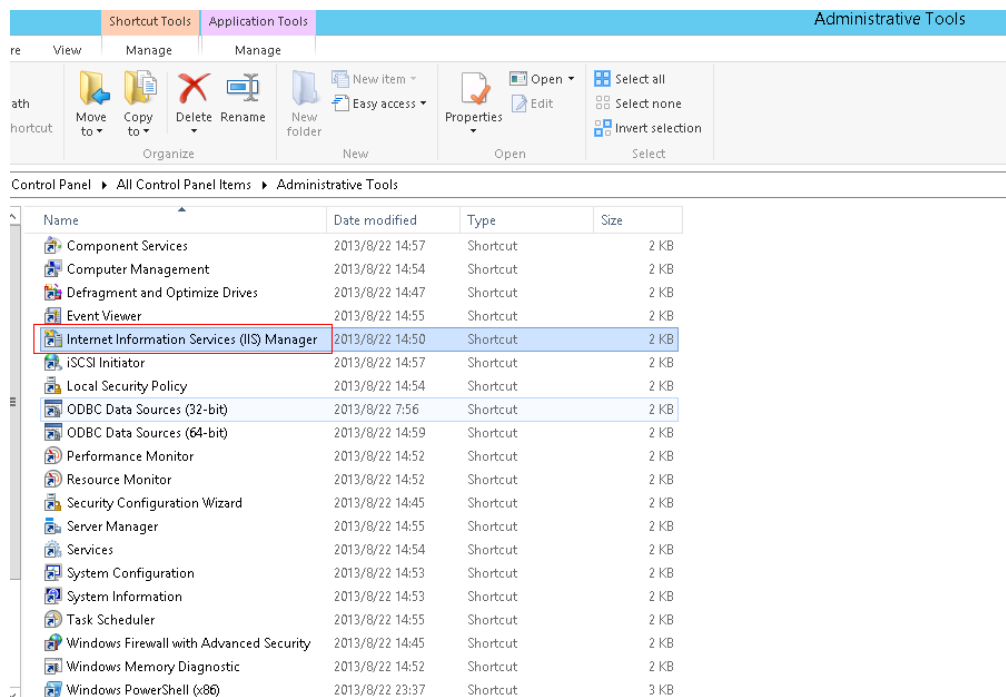 Shortcut Tools Application Tools Administrative Tools
re View Manage Manage
New item Open Select all
ath Easy access Edit Select none
hortcut Move to Copy to Delete Rename New folder Properties Invert selection
Organize New Open Select
Control Panel All Control Panel Items Administrative Tools
Name Date modified Type Size
Component Services 2013/8/22 14:57 Shortcut 2 KB
Computer Management 2013/8/22 14:54 Shortcut 2 KB
Defragment and Optimize Drives 2013/8/22 14:47 Shortcut 2 KB
Event Viewer 2013/8/22 14:55 Shortcut 2 KB
Internet Information Services (IIS) Manager 2013/8/22 14:50 Shortcut 2 KB
iSCSI Initiator 2013/8/22 14:57 Shortcut 2 KB
Local Security Policy 2013/8/22 14:54 Shortcut 2 KB
ODBC Data Sources (32-bit) 2013/8/22 7:56 Shortcut 2 KB
ODBC Data Sources (64-bit) 2013/8/22 14:59 Shortcut 2 KB
Performance Monitor 2013/8/22 14:52 Shortcut 2 KB
Resource Monitor 2013/8/22 14:52 Shortcut 2 KB
Security Configuration Wizard 2013/8/22 14:45 Shortcut 2 KB
Server Manager 2013/8/22 14:55 Shortcut 2 KB
Services 2013/8/22 14:54 Shortcut 2 KB
System Configuration 2013/8/22 14:53 Shortcut 2 KB
System Information 2013/8/22 14:53 Shortcut 2 KB
Task Scheduler 2013/8/22 14:55 Shortcut 2 KB
Windows Firewall with Advanced Security 2013/8/22 14:45 Shortcut 2 KB
Windows Memory Diagnostic 2013/8/22 14:52 Shortcut 2 KB
Windows PowerShell (x86) 2013/8/22 23:37 Shortcut 3 KB